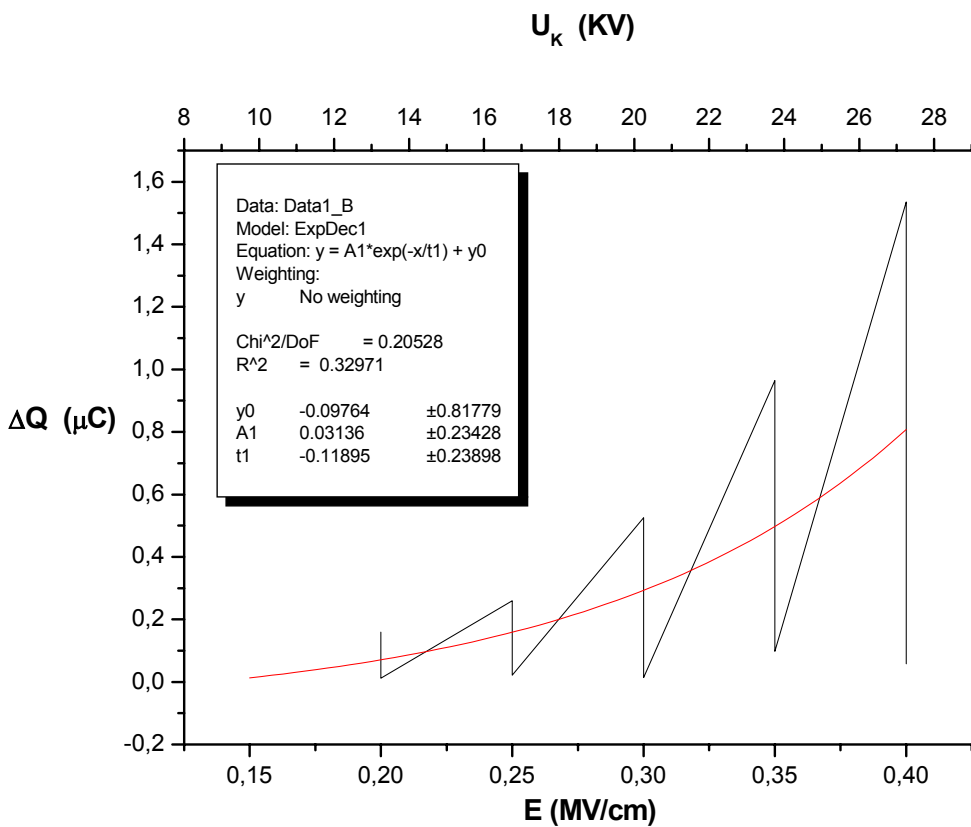 U_K (KV)
8 10 12 14 16 18 20 22 24 26 28
1,6
1,4
1,2
1,0
0,8
0,6
0,4
0,2
0,0
-0,2
ΔQ (μC)
Data: Data1_B
Model: ExpDec1
Equation: y = A1*exp(-x/t1) + y0
Weighting:
y No weighting
Chi^2/DoF = 0.20528
R^2 = 0.32971
y0 -0.09764 ±0.81779
A1 0.03136 ±0.23428
t1 -0.11895 ±0.23898
0,15 0,20 0,25 0,30 0,35 0,40
E (MV/cm)